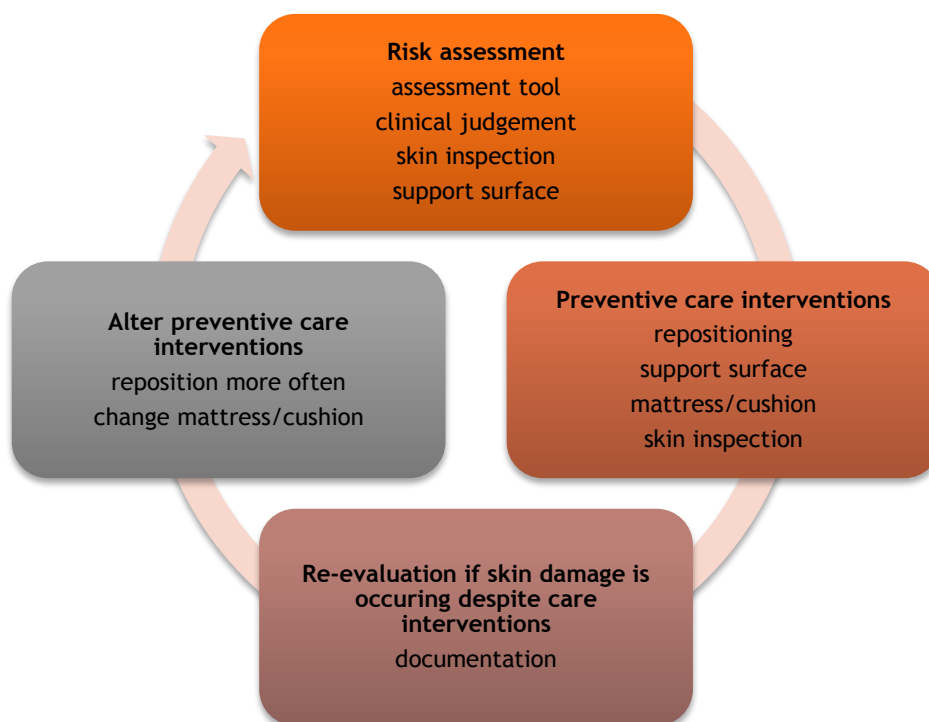 Risk assessment
assessment tool
clinical judgement
skin inspection
support surface
Preventive care interventions
repositioning
support surface
mattress/cushion
skin inspection
Re-evaluation if skin damage is
occuring despite care
interventions
documentation
Alter preventive care
interventions
reposition more often
change mattress/cushion